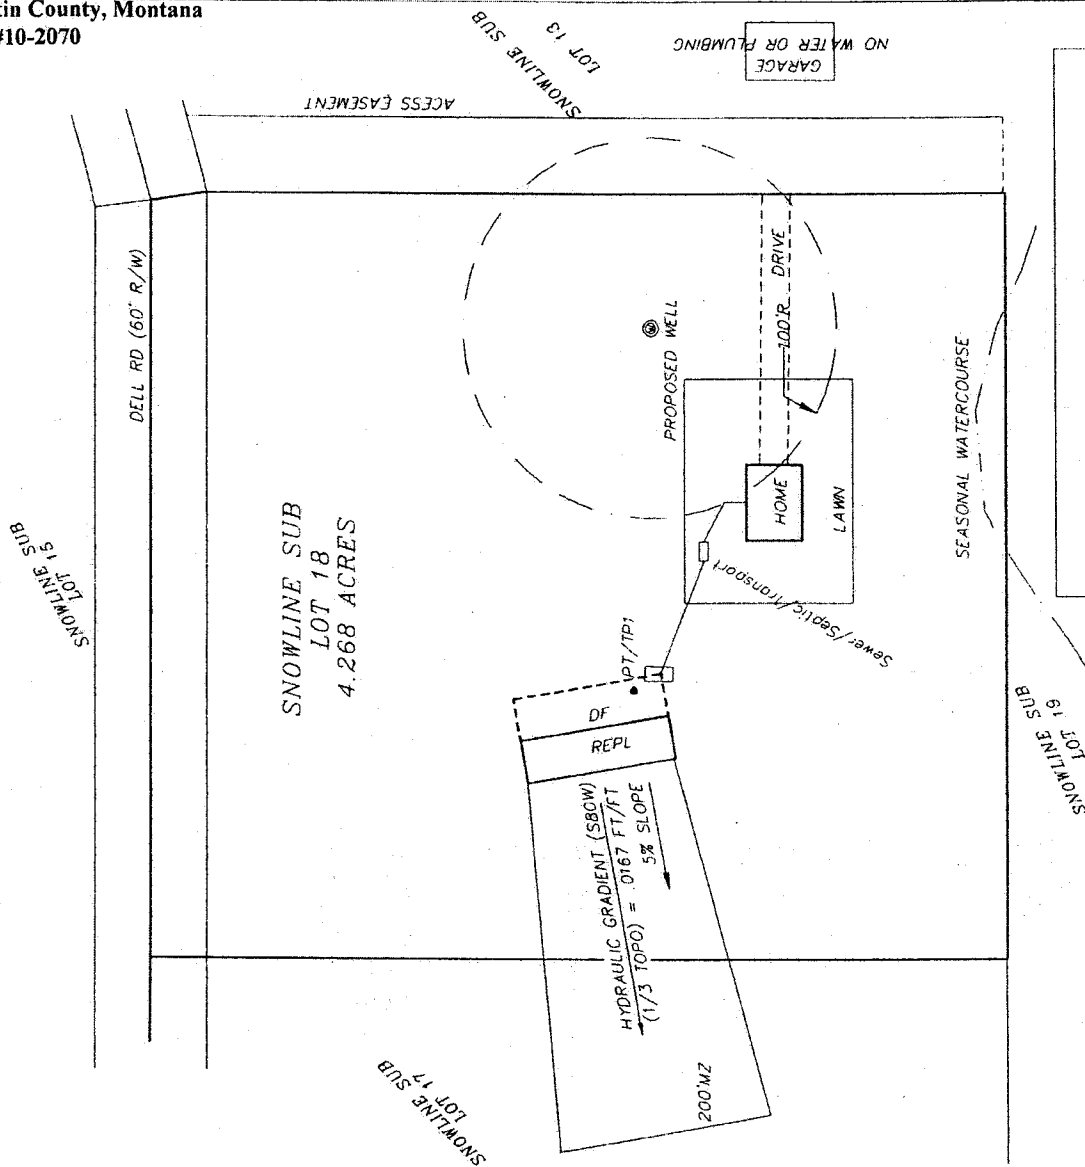 tin County, Montana
#10-2070
SNOWLINE SUB
LOT 13
NO WATER OR PLUMBING
GARAGE
ACESS EASEMENT
DELL RD (60' R/W)
DRIVE
100'R
PROPOSED WELL
W
SEASONAL WATERCOURSE
HOME
LAWN
SNOWLINE SUB
LOT 15
SNOWLINE SUB
LOT 18
4.268 ACRES
Sewer/Septic/Transport
PT/TP1
DF
REPL
SNOWLINE SUB
LOT 19
HYDRAULIC GRADIENT (S80W)
(1/3 TOPO) = .0167 FT/FT
5% SLOPE
200'MZ
SNOWLINE SUB
LOT 17